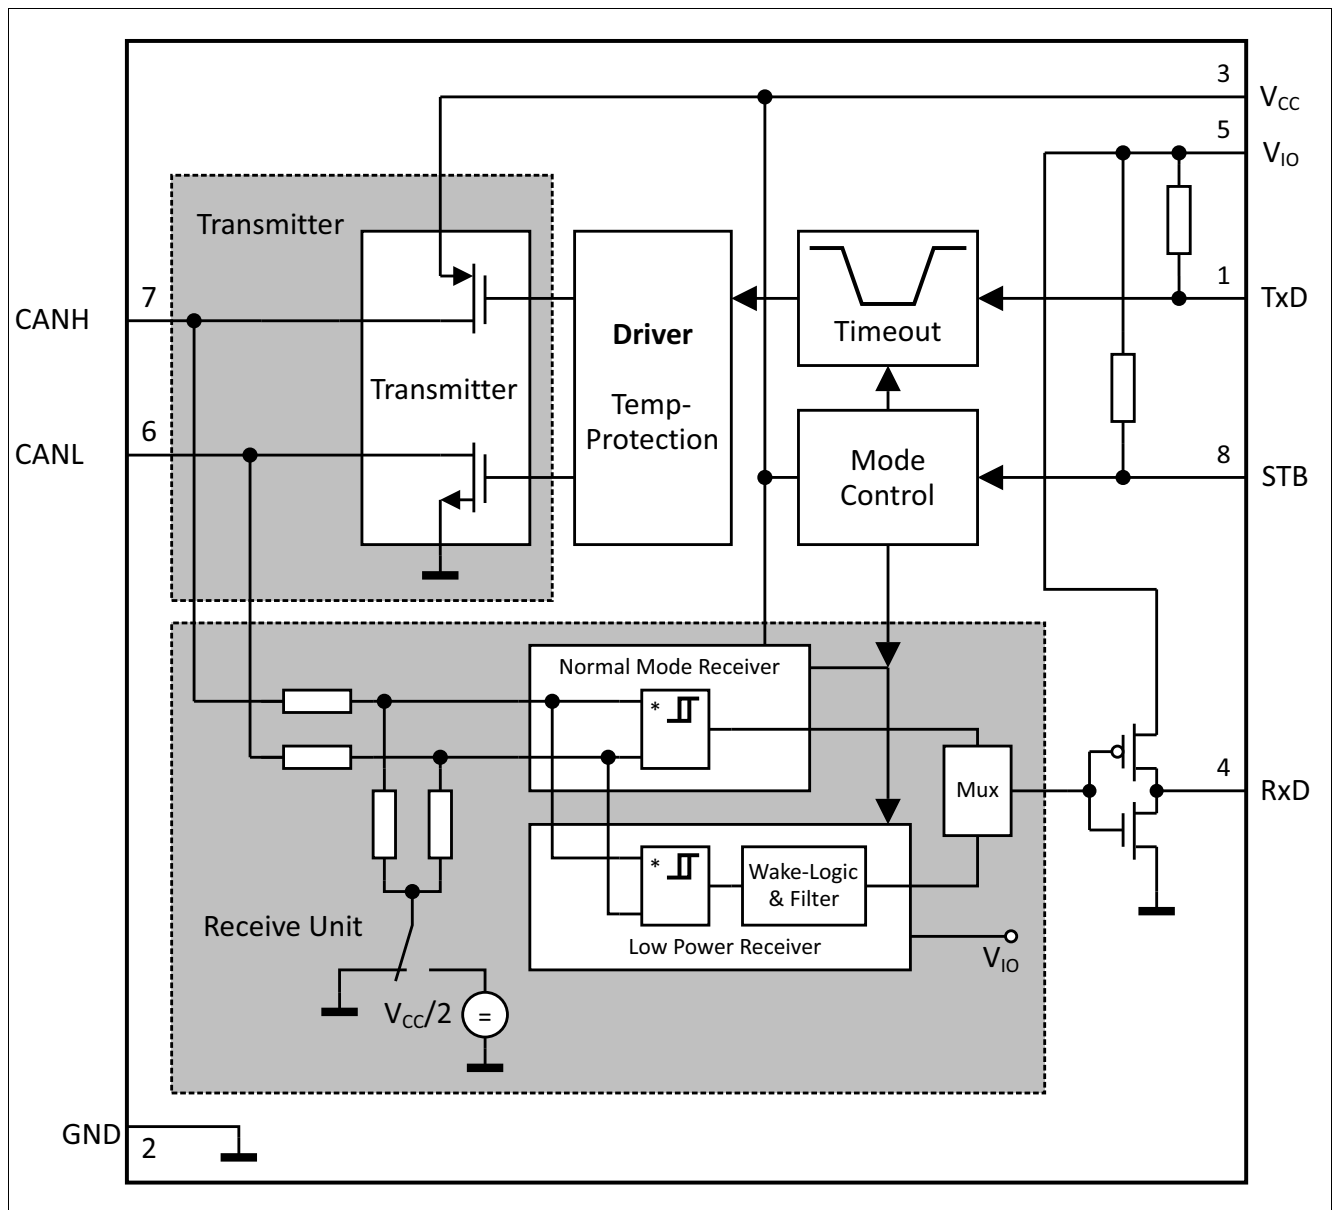 3
VCC
5
VIO
Transmitter
1
TxD
7
CANH
Timeout
Driver
Transmitter
Temp-
Protection
6
CANL
Mode
Control
8
STB
Normal Mode Receiver
*
Mux
4
RxD
*
Wake-Logic
& Filter
Receive Unit
Low Power Receiver
VIO
VCC/2
=
GND
2